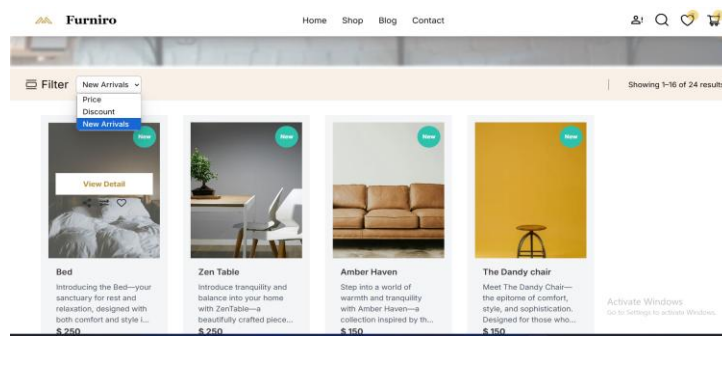 Furniro
Home Shop Blog Contact
Filter
New Arrivals
Showing 1–16 of 24 results
Price
Discount
New Arrivals
New
New
New
New
View Detail
Bed
Introducing the Bed—your
sanctuary for rest and
relaxation, designed with
both comfort and style i...
$ 250
Zen Table
Introduce tranquility and
balance into your home
with ZenTable—a
beautifully crafted piece...
$ 250
Amber Haven
Step into a world of
warmth and tranquility
with Amber Haven—a
collection inspired by th...
$ 150
The Dandy chair
Meet The Dandy Chair—
the epitome of comfort,
style, and sophistication.
Designed for those who...
$ 150
Activate Windows
Go to Settings to activate Windows.